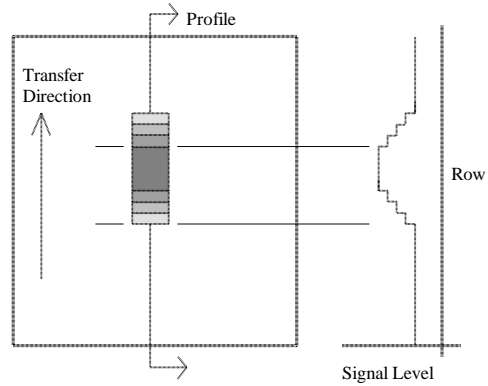 Profile
Transfer
Direction
Row
Signal Level